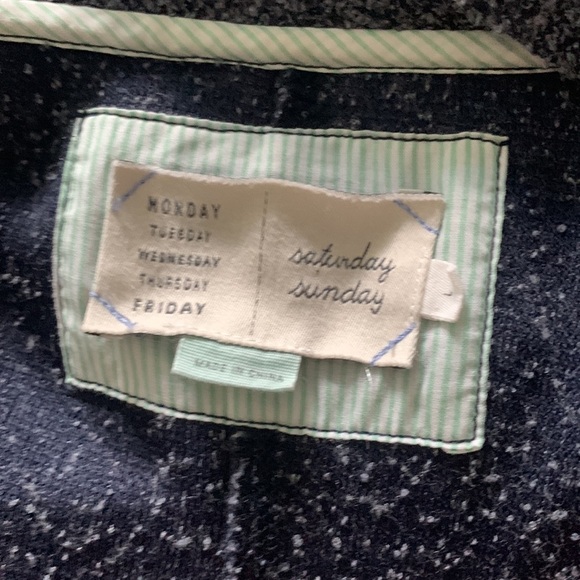 MONDAY
TUESDAY
WEDNESDAY
THURSDAY
FRIDAY
saturday
sunday
L
MADE IN CHINA